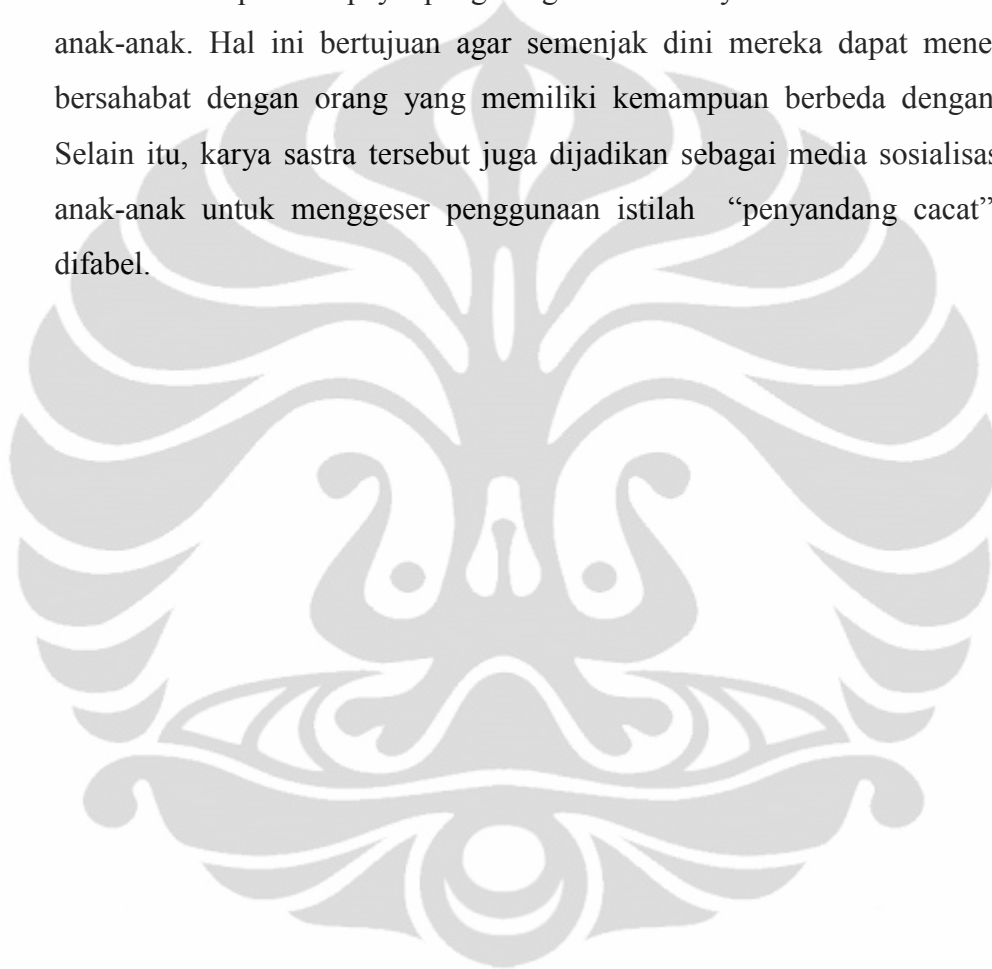 anak-anak. Hal ini bertujuan agar semenjak dini mereka dapat mene
bersahabat dengan orang yang memiliki kemampuan berbeda dengan
Selain itu, karya sastra tersebut juga dijadikan sebagai media sosialisas
anak-anak untuk menggeser penggunaan istilah “penyandang cacat”
difabel.